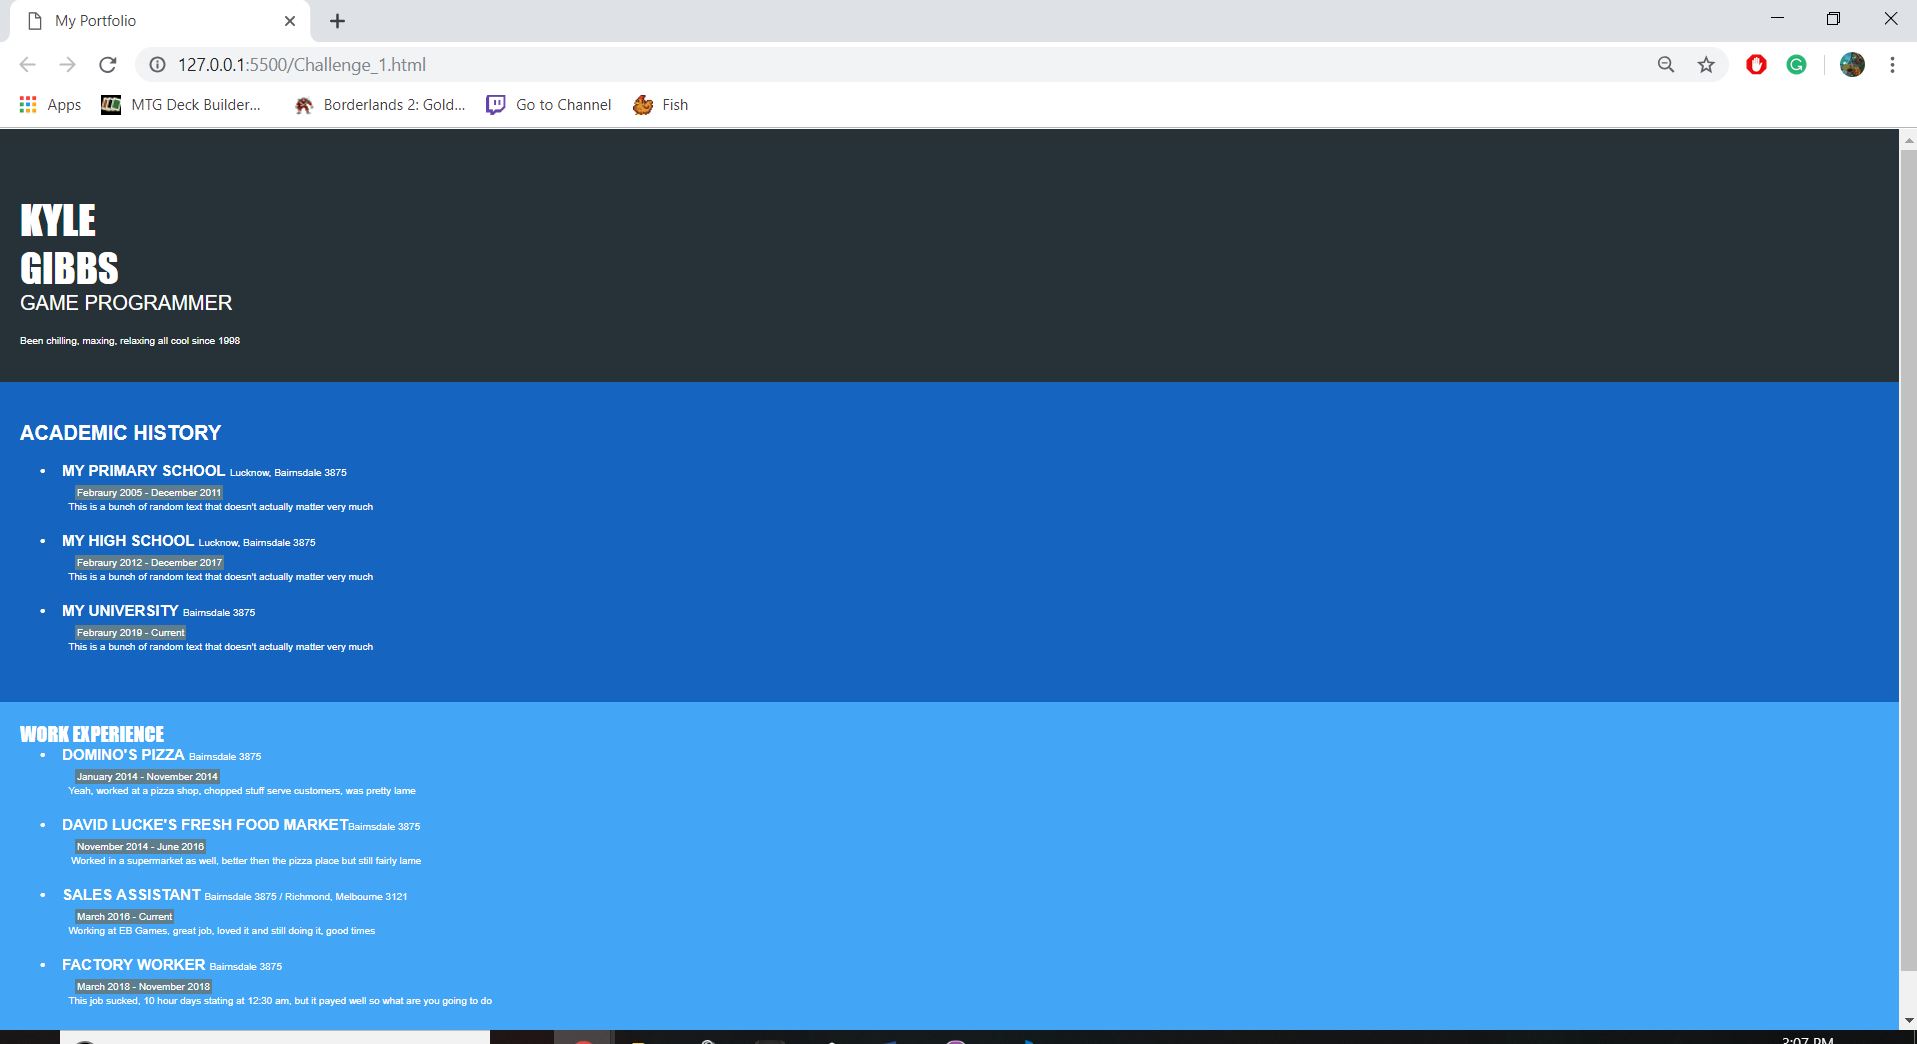 My Portfolio
127.0.0.1:5500/Challenge_1.html
Apps MTG Deck Builder... Borderlands 2: Gold... Go to Channel Fish
KYLE
GIBBS
GAME PROGRAMMER
Been chilling, maxing, relaxing all cool since 1998
ACADEMIC HISTORY
• MY PRIMARY SCHOOL Lucknow, Bairnsdale 3875
Febraury 2005 - December 2011
This is a bunch of random text that doesn't actually matter very much
• MY HIGH SCHOOL Lucknow, Bairnsdale 3875
Febraury 2012 - December 2017
This is a bunch of random text that doesn't actually matter very much
• MY UNIVERSITY Bairnsdale 3875
Febraury 2019 - Current
This is a bunch of random text that doesn't actually matter very much
WORK EXPERIENCE
• DOMINO'S PIZZA Bairnsdale 3875
January 2014 - November 2014
Yeah, worked at a pizza shop, chopped stuff serve customers, was pretty lame
• DAVID LUCKE'S FRESH FOOD MARKETBairnsdale 3875
November 2014 - June 2016
Worked in a supermarket as well, better then the pizza place but still fairly lame
• SALES ASSISTANT Bairnsdale 3875 / Richmond, Melbourne 3121
March 2016 - Current
Working at EB Games, great job, loved it and still doing it, good times
• FACTORY WORKER Bairnsdale 3875
March 2018 - November 2018
This job sucked, 10 hour days stating at 12:30 am, but it payed well so what are you going to do
3:07 PM